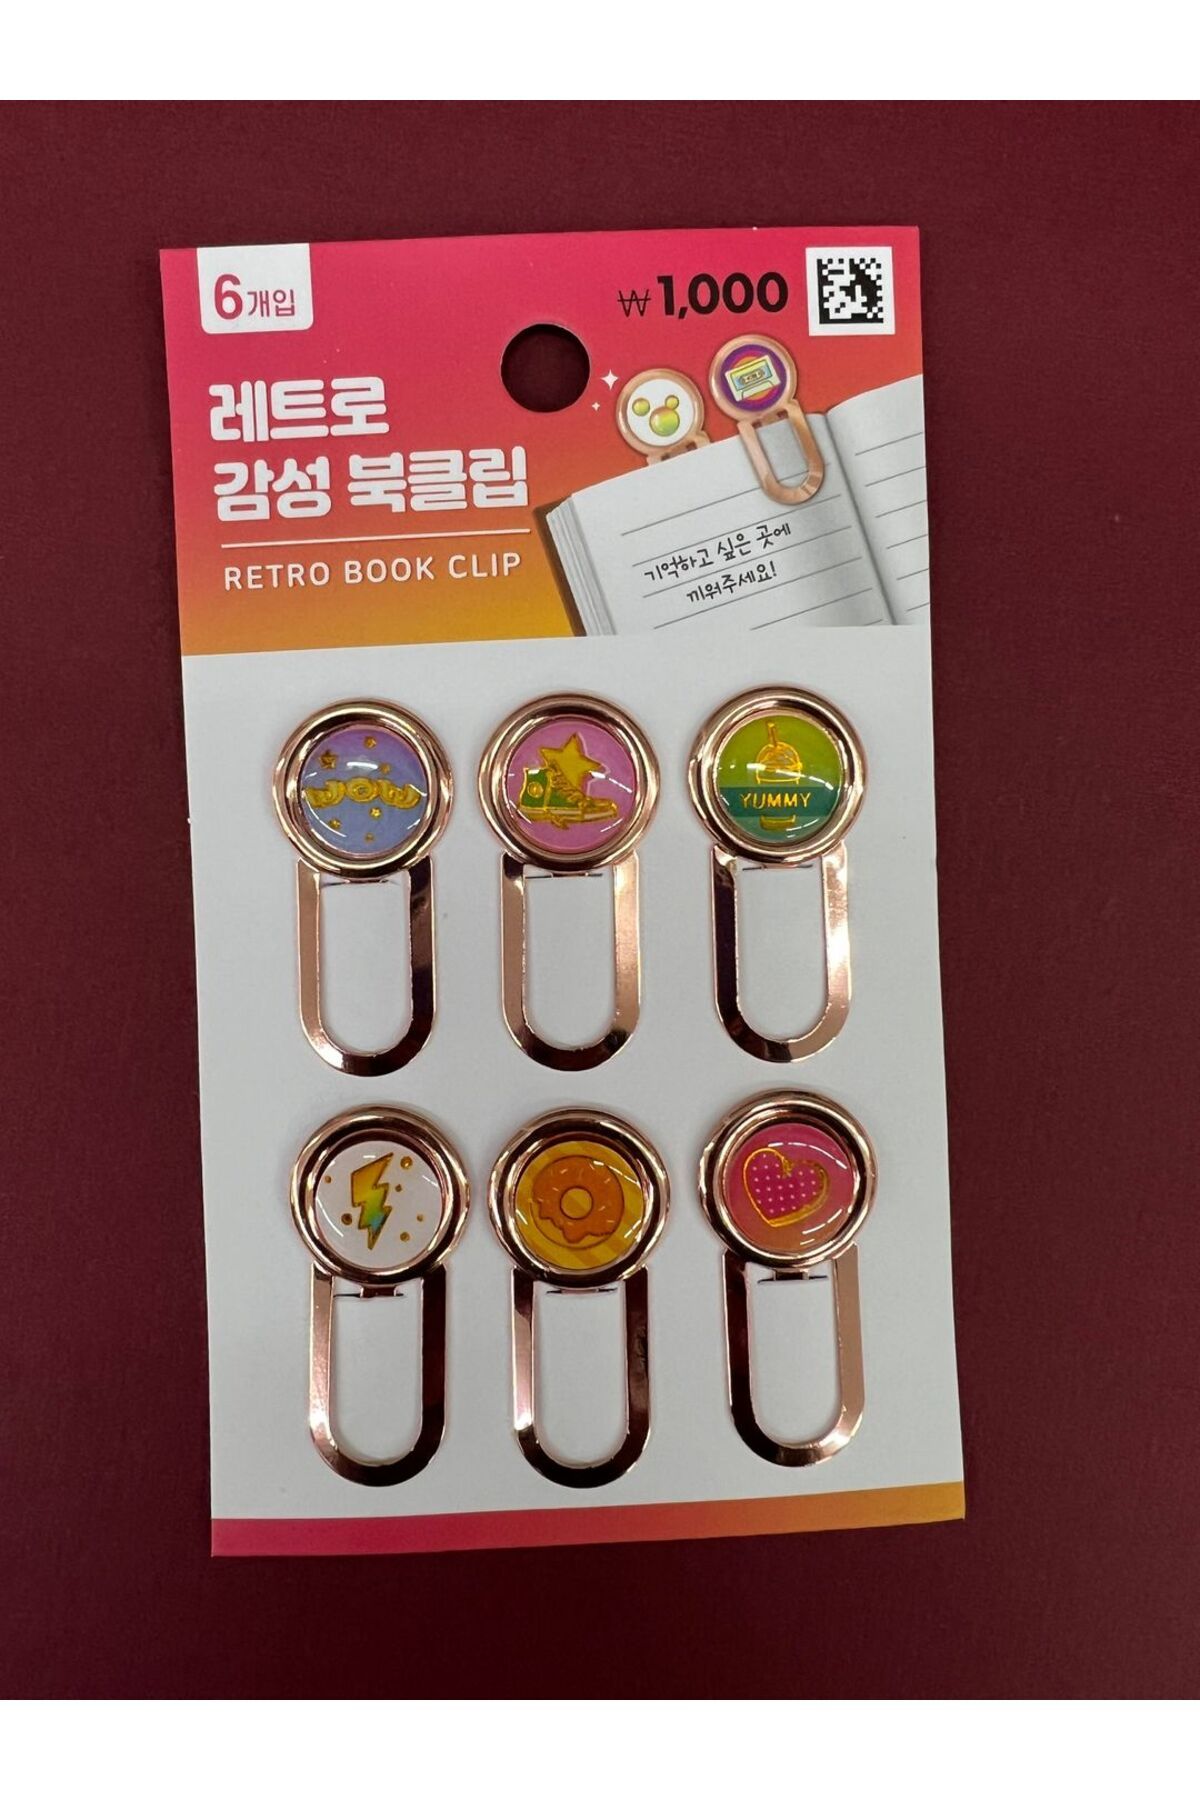 6개입
₩1,000
레트로
감성 북클립
RETRO BOOK CLIP
기억하고 싶은 곳에
끼워주세요!
WOW
YUMMY